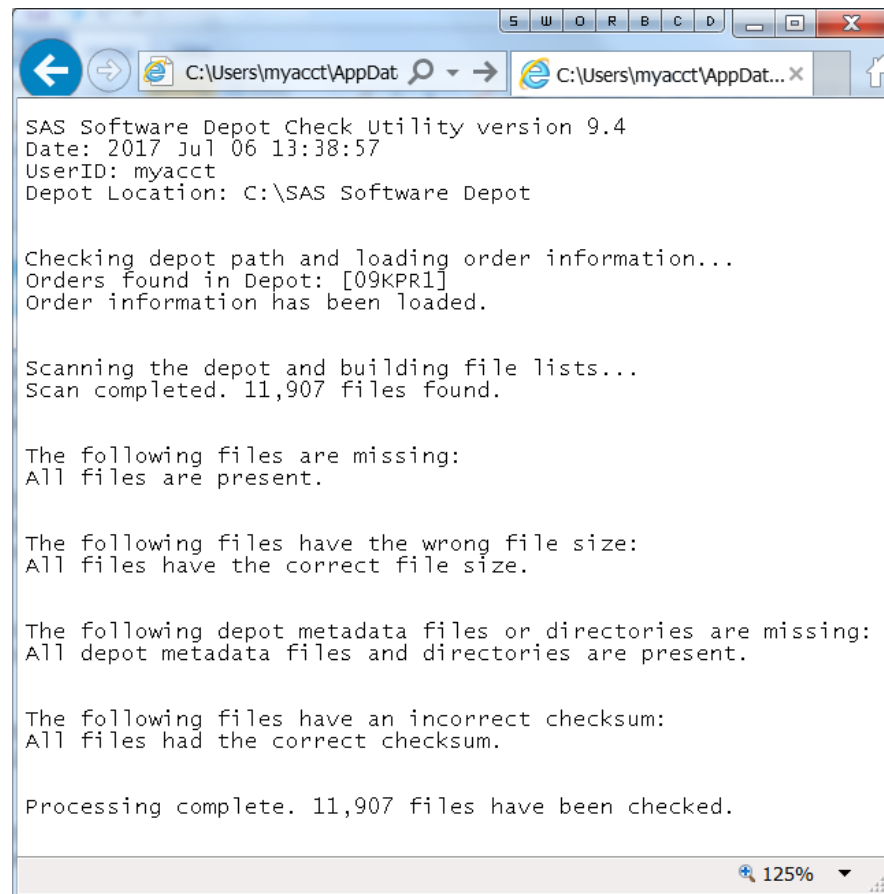 S W O R B C D
C:\Users\myacct\AppDat
C:\Users\myacct\AppDat...
SAS Software Depot Check Utility version 9.4
Date: 2017 Jul 06 13:38:57
UserID: myacct
Depot Location: C:\SAS Software Depot
Checking depot path and loading order information...
Orders found in Depot: [09KPR1]
Order information has been loaded.
Scanning the depot and building file lists...
Scan completed. 11,907 files found.
The following files are missing:
All files are present.
The following files have the wrong file size:
All files have the correct file size.
The following depot metadata files or directories are missing:
All depot metadata files and directories are present.
The following files have an incorrect checksum:
All files had the correct checksum.
Processing complete. 11,907 files have been checked.
125%